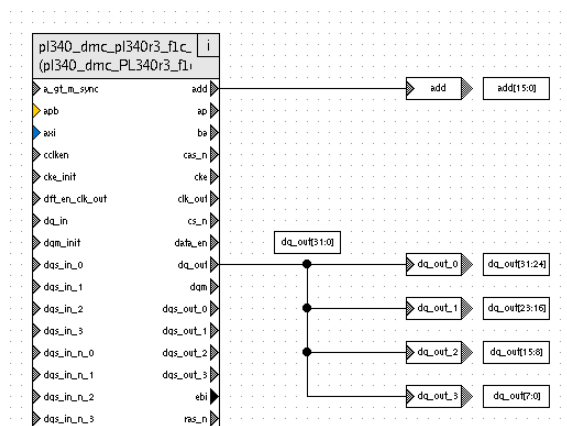 pl340_dmc_pl340r3_f1c_ i
(pl340_dmc_PL340r3_f1
a_gt_m_sync add add add[15:0]
apb ap
axi ba
cclken cas_n
cke_init cke
dft_en_clk_out clk_out
dq_in cs_n
dqm_init data_en dq_out[31:0]
dqs_in_0 dq_out dq_out_0 dq_out[31:24]
dqs_in_1 dqm
dqs_in_2 dqs_out_0 dq_out_1 dq_out[23:16]
dqs_in_3 dqs_out_1
dqs_in_n_0 dqs_out_2 dq_out_2 dq_out[15:8]
dqs_in_n_1 dqs_out_3
dqs_in_n_2 ebi dq_out_3 dq_out[7:0]
dqs_in_n_3 ras_n